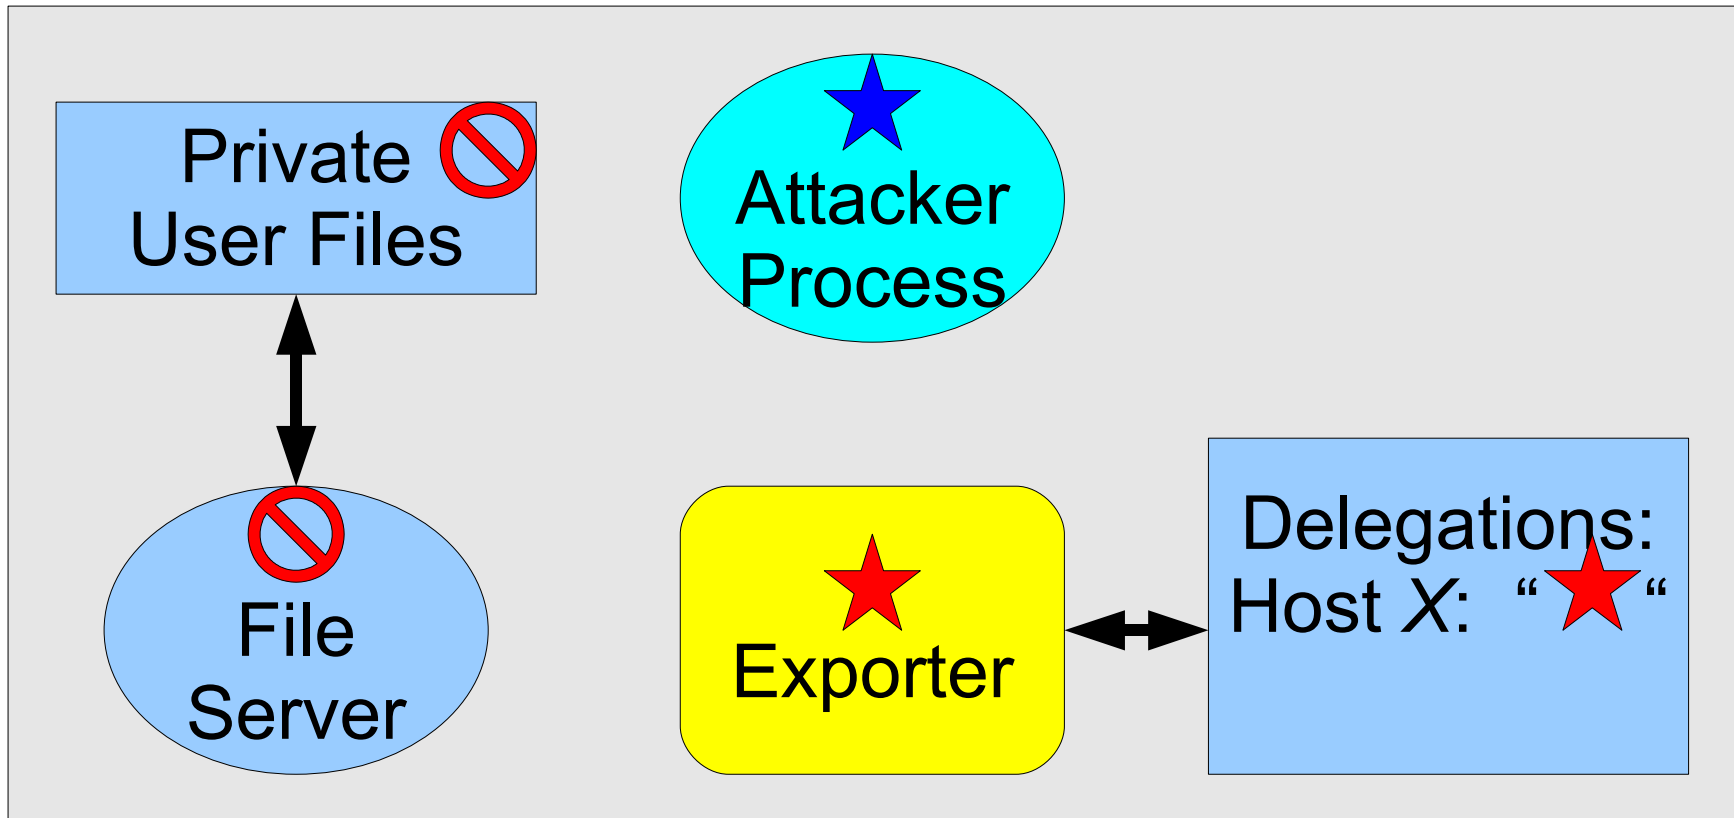 Private
User Files
Attacker
Process
File
Server
Exporter
Delegations:
Host X: “ “